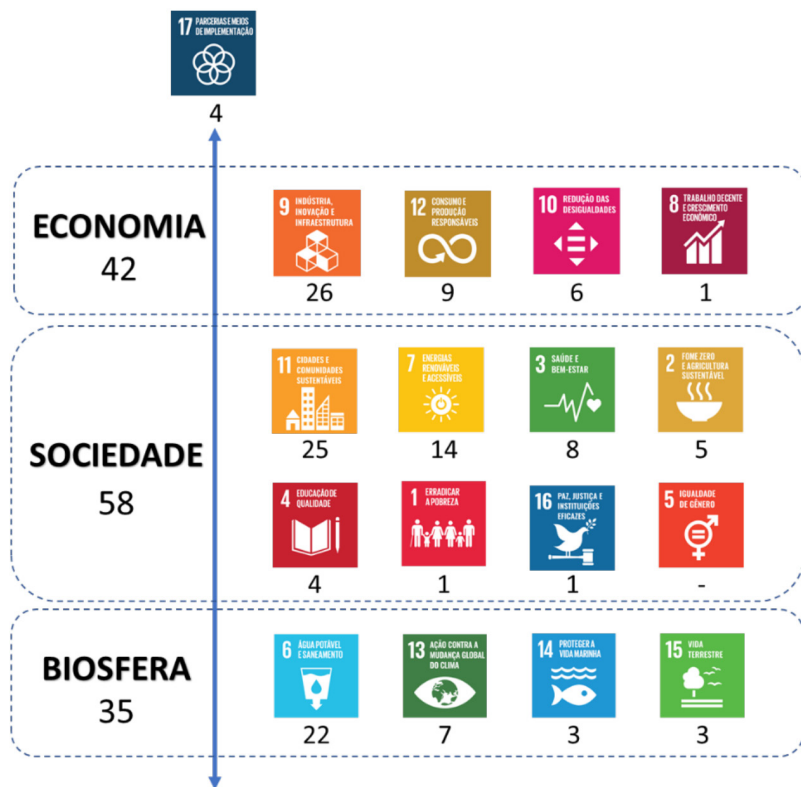 17 PARCERIAS E MEIOS
DE IMPLEMENTAÇÃO
4
ECONOMIA
42
9 INDÚSTRIA,
INOVAÇÃO E
INFRAESTRUTURA
26
12 CONSUMO E
PRODUÇÃO
RESPONSÁVEIS
9
10 REDUÇÃO DAS
DESIGUALDADES
6
8 TRABALHO DECENTE
E CRESCIMENTO
ECONÔMICO
1
SOCIEDADE
58
11 CIDADES E
COMUNIDADES
SUSTENTÁVEIS
25
7 ENERGIAS
RENOVÁVEIS
E ACESSÍVEIS
14
3 SAÚDE E
BEM-ESTAR
8
2 FOME ZERO
E AGRICULTURA
SUSTENTÁVEL
5
4 EDUCAÇÃO DE
QUALIDADE
4
1 ERRADICAR
A POBREZA
1
16 PAZ, JUSTIÇA E
INSTITUIÇÕES
EFICAZES
1
5 IGUALDADE
DE GÊNERO
-
BIOSFERA
35
6 ÁGUA POTÁVEL
E SANEAMENTO
22
13 AÇÃO CONTRA A
MUDANÇA GLOBAL
DO CLIMA
7
14 PROTEGER A
VIDA MARINHA
3
15 VIDA
TERRESTRE
3